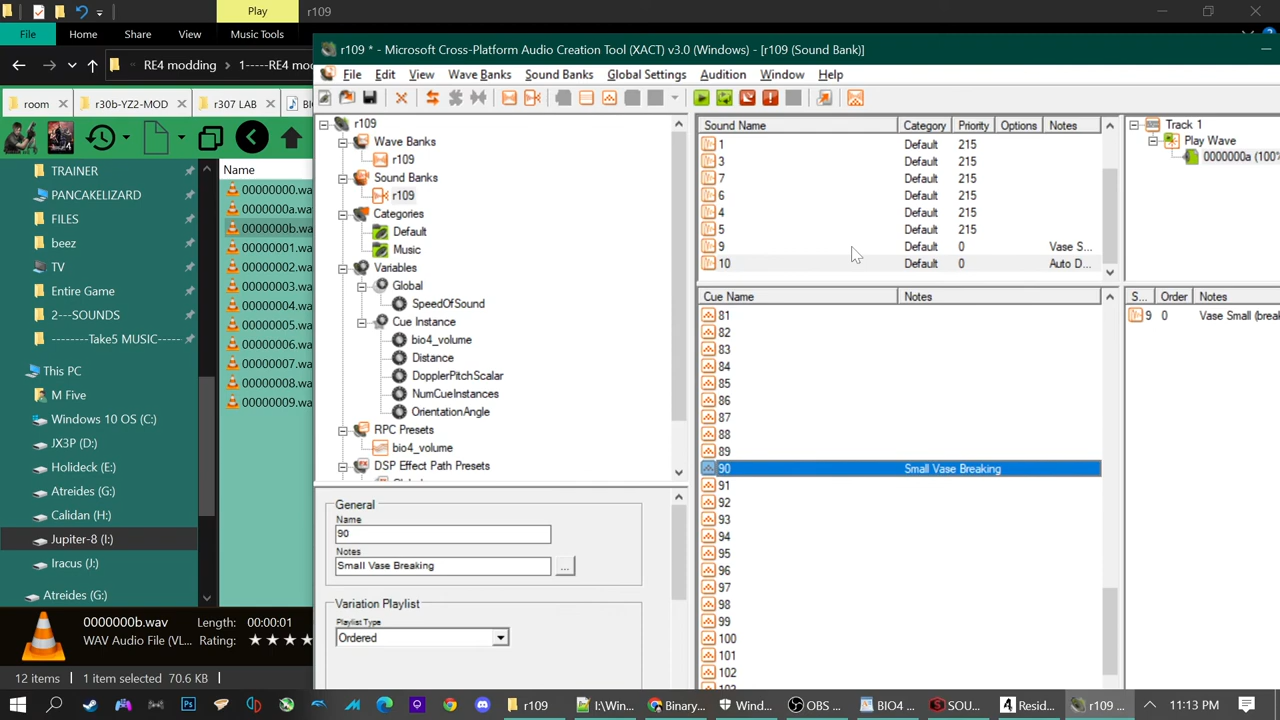 Play
r109
File
Home
Share
View
Music Tools
RE4 modding
1-----RE4 mod
room
r30b-YZ2-MOD
r307 LAB
TRAINER
PANCAKELIZARD
FILES
beez
TV
Entire Game
2---SOUNDS
--------Take5 MUSIC---
This PC
M Five
Windows 10 OS (C:)
JX3P (D:)
Holideck (E:)
Atreides (G:)
Calidan (H:)
Jupiter-8 (I:)
Iracus (J:)
Atreides (G:)
Name
00000000.wa
0000000a.wa
0000000b.wa
00000001.wa
00000002.wa
00000003.wa
00000004.wa
00000005.wa
00000006.wa
00000007.wa
00000008.wa
00000009.wa
0000000b.wav
Length: 00:00:01
WAV Audio File (VL...
Rating:
12 items
1 item selected 70.6 KB
r109 * - Microsoft Cross-Platform Audio Creation Tool (XACT) v3.0 (Windows) - [r109 (Sound Bank)]
File Edit View Wave Banks Sound Banks Global Settings Audition Window Help
r109
Wave Banks
r109
Sound Banks
r109
Categories
Default
Music
Variables
Global
SpeedOfSound
Cue Instance
bio4_volume
Distance
DopplerPitchScalar
NumCueInstances
OrientationAngle
RPC Presets
bio4_volume
DSP Effect Path Presets
General
Name
90
Notes
Small Vase Breaking
...
Variation Playlist
Playlist Type
Ordered
Sound Name Category Priority Options Notes
1 Default 215
3 Default 215
7 Default 215
6 Default 215
4 Default 215
5 Default 215
9 Default 0 Vase S...
10 Default 0 Auto D...
Cue Name Notes
81
82
83
84
85
86
87
88
89
90 Small Vase Breaking
91
92
93
94
95
96
97
98
99
100
101
102
Track 1
Play Wave
0000000a (100%
S... Order Notes
9 0 Vase Small (break
r109
I:\Win...
Binary...
Wind...
OBS ...
BIO4 ...
SOU...
Resid...
r109 ...
11:13 PM